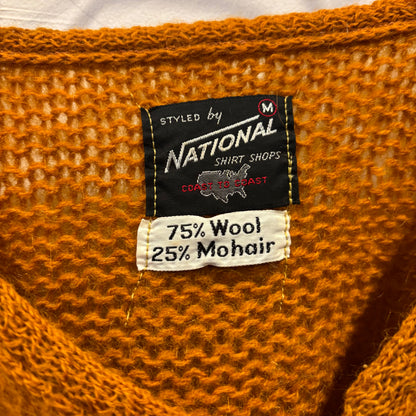 STYLED by M
NATIONAL
SHIRT SHOPS
COAST TO COAST
75% Wool
25% Mohair